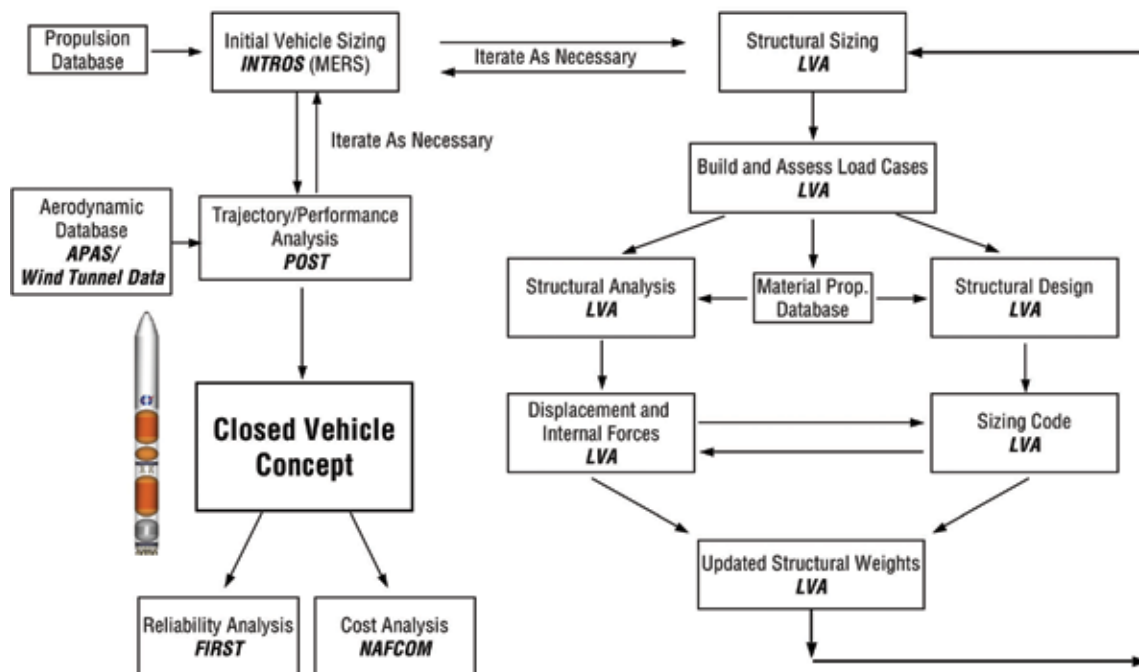 Propulsion
Database
Initial Vehicle Sizing
INTROS (MERS)
Iterate As Necessary
Structural Sizing
LVA
Iterate As Necessary
Build and Assess Load Cases
LVA
Aerodynamic
Database
APAS/
Wind Tunnel Data
Trajectory/Performance
Analysis
POST
Structural Analysis
LVA
Material Prop.
Database
Structural Design
LVA
Closed Vehicle
Concept
Displacement and
Internal Forces
LVA
Sizing Code
LVA
Updated Structural Weights
LVA
Reliability Analysis
FIRST
Cost Analysis
NAFCOM